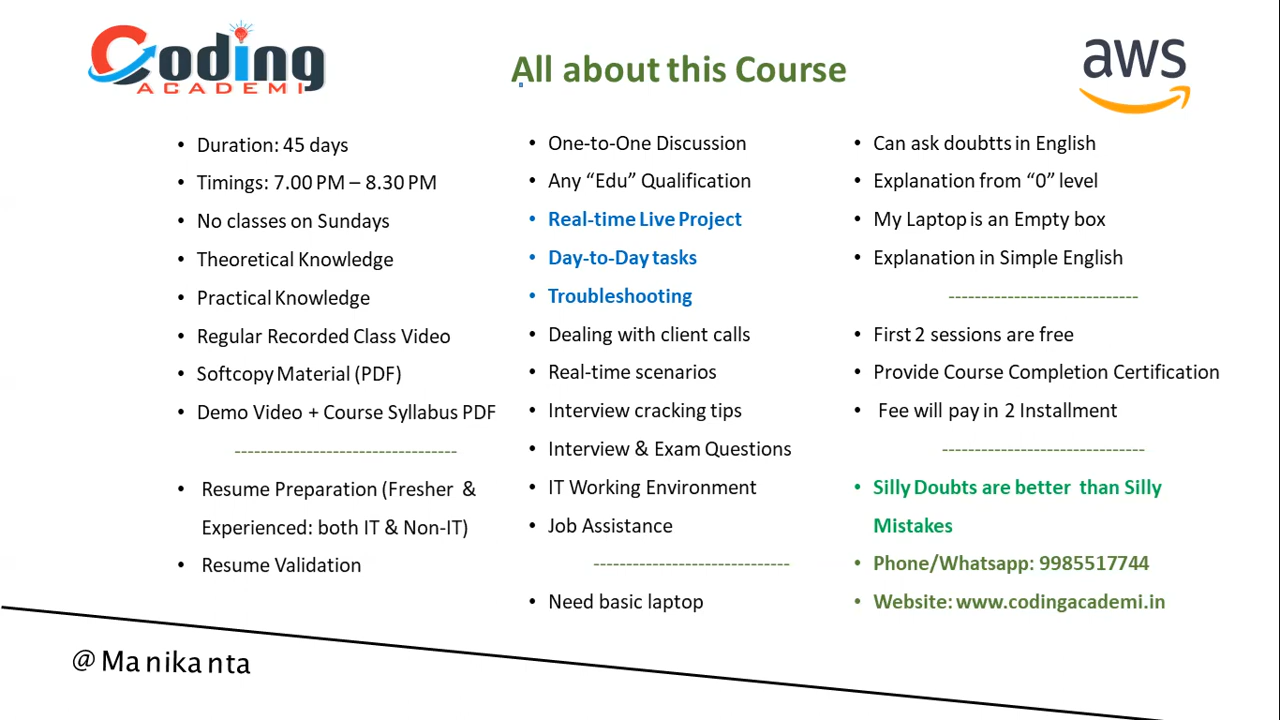 Coding
ACADEMI
All about this Course
aws
• Duration: 45 days
• Timings: 7.00 PM – 8.30 PM
• No classes on Sundays
• Theoretical Knowledge
• Practical Knowledge
• Regular Recorded Class Video
• Softcopy Material (PDF)
• Demo Video + Course Syllabus PDF
----------------------------------
• Resume Preparation (Fresher &
Experienced: both IT & Non-IT)
• Resume Validation
• One-to-One Discussion
• Any “Edu” Qualification
• Real-time Live Project
• Day-to-Day tasks
• Troubleshooting
• Dealing with client calls
• Real-time scenarios
• Interview cracking tips
• Interview & Exam Questions
• IT Working Environment
• Job Assistance
------------------------------
• Need basic laptop
• Can ask doubtts in English
• Explanation from “0” level
• My Laptop is an Empty box
• Explanation in Simple English
-----------------------------
• First 2 sessions are free
• Provide Course Completion Certification
• Fee will pay in 2 Installment
-------------------------------
• Silly Doubts are better than Silly
Mistakes
• Phone/Whatsapp: 9985517744
• Website: www.codingacademi.in
@Manikanta